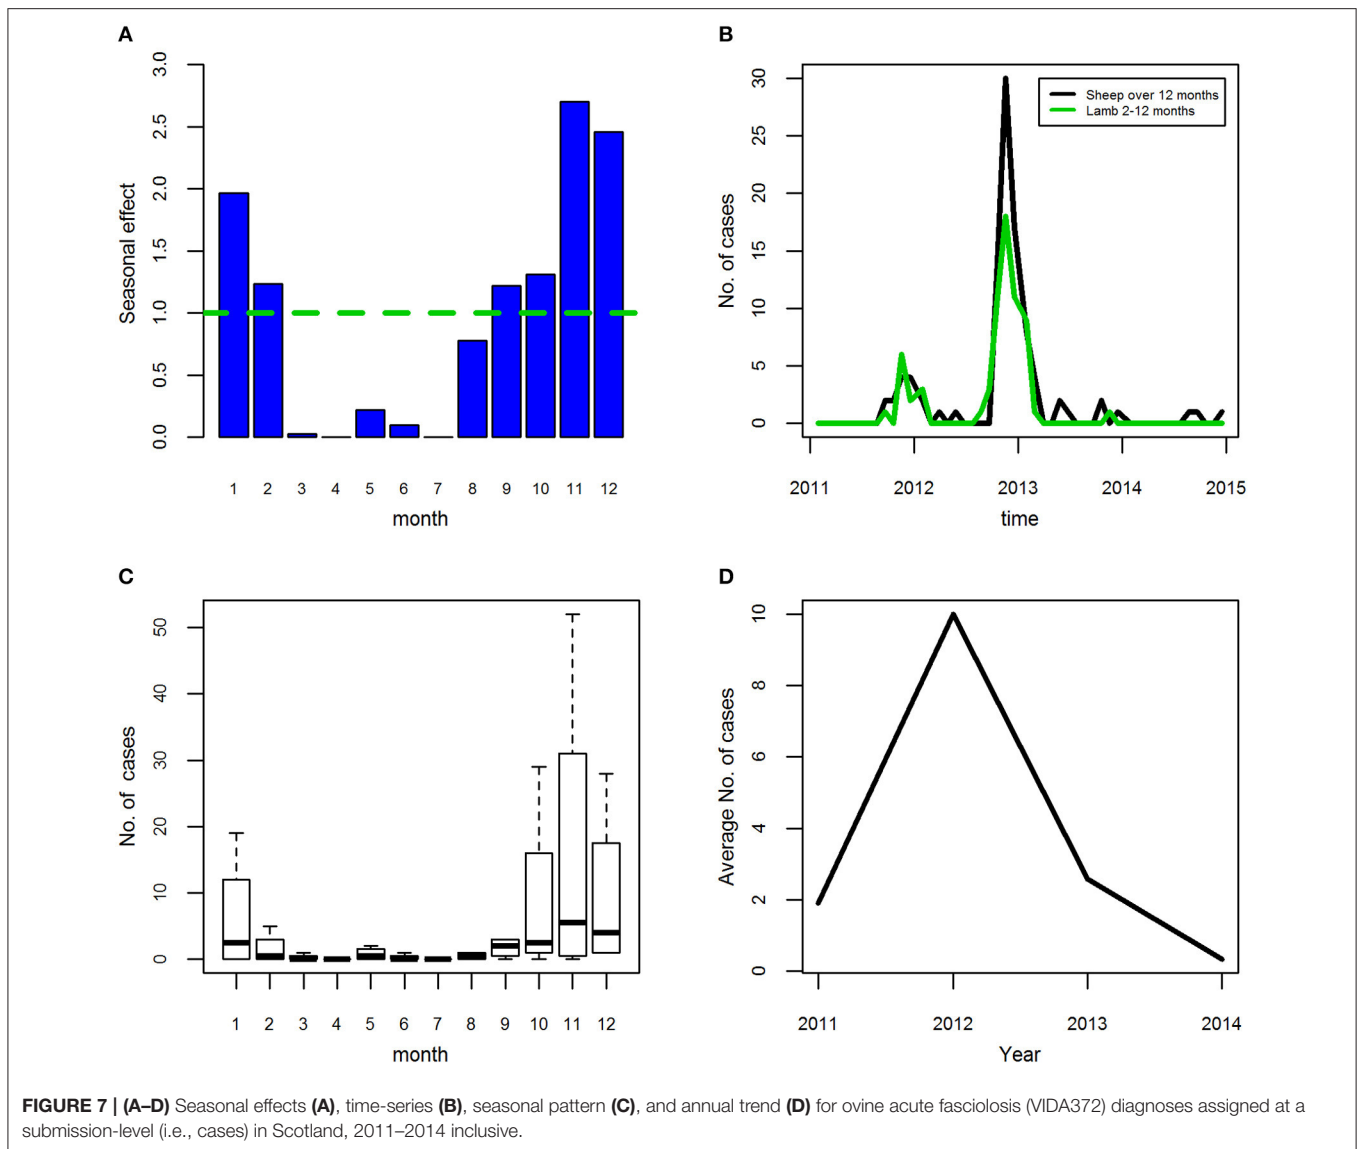 A
3.0
2.5
2.0
1.5
1.0
0.5
0.0
Seasonal effect
1 2 3 4 5 6 7 8 9 10 11 12
month
B
30
25
20
15
10
5
0
No. of cases
Sheep over 12 months
Lamb 2-12 months
2011 2012 2013 2014 2015
time
C
50
40
30
20
10
0
No. of cases
1 2 3 4 5 6 7 8 9 10 11 12
month
D
10
8
6
4
2
0
Average No. of cases
2011 2012 2013 2014
Year
FIGURE 7 | (A–D) Seasonal effects (A), time-series (B), seasonal pattern (C), and annual trend (D) for ovine acute fasciolosis (VIDA372) diagnoses assigned at a
submission-level (i.e., cases) in Scotland, 2011–2014 inclusive.